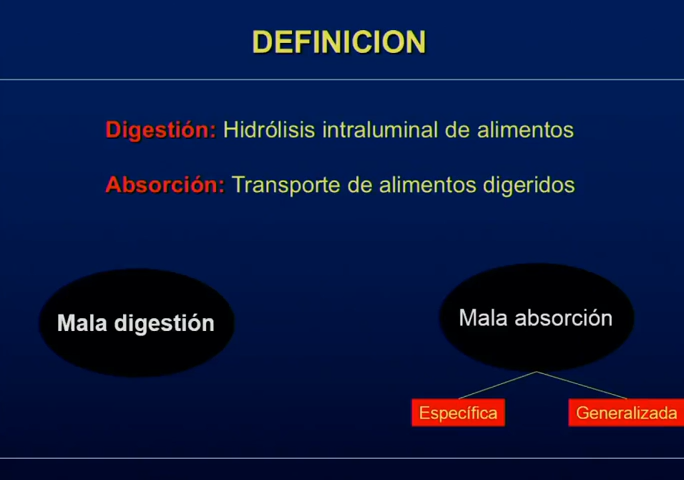 DEFINICION
Digestión: Hidrólisis intraluminal de alimentos
Absorción: Transporte de alimentos digeridos
Mala digestión
Mala absorción
Específica
Generalizada